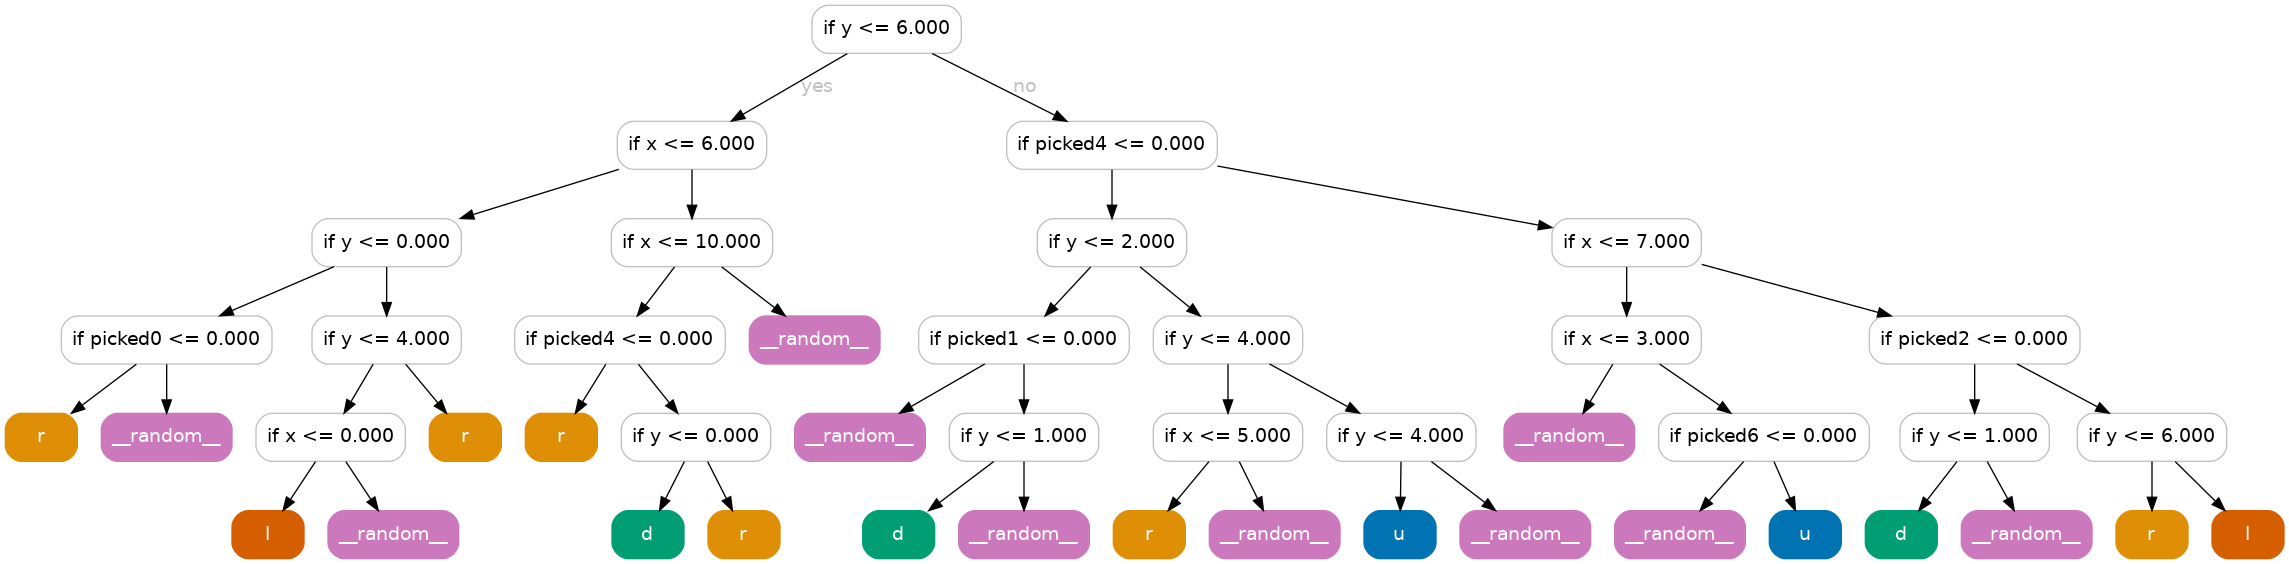 if y <= 6.000
yes
no
if x <= 6.000
if picked4 <= 0.000
if y <= 0.000
if x <= 10.000
if y <= 2.000
if x <= 7.000
if picked0 <= 0.000
if y <= 4.000
if picked4 <= 0.000
__random__
if picked1 <= 0.000
if y <= 4.000
if x <= 3.000
if picked2 <= 0.000
r
__random__
if x <= 0.000
r
r
if y <= 0.000
__random__
if y <= 1.000
if x <= 5.000
if y <= 4.000
__random__
if picked6 <= 0.000
if y <= 1.000
if y <= 6.000
l
__random__
d
r
d
__random__
r
__random__
u
__random__
__random__
u
d
__random__
r
l